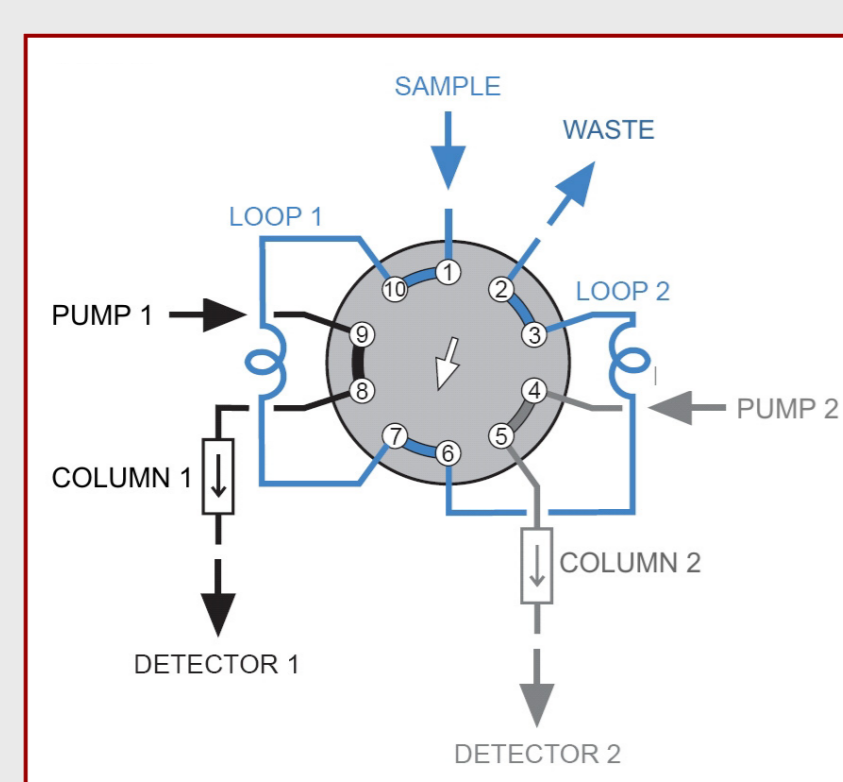 SAMPLE
WASTE
LOOP 1
1
2
10
LOOP 2
PUMP 1
9
3
8
4
PUMP 2
7
5
6
COLUMN 1
COLUMN 2
DETECTOR 1
DETECTOR 2